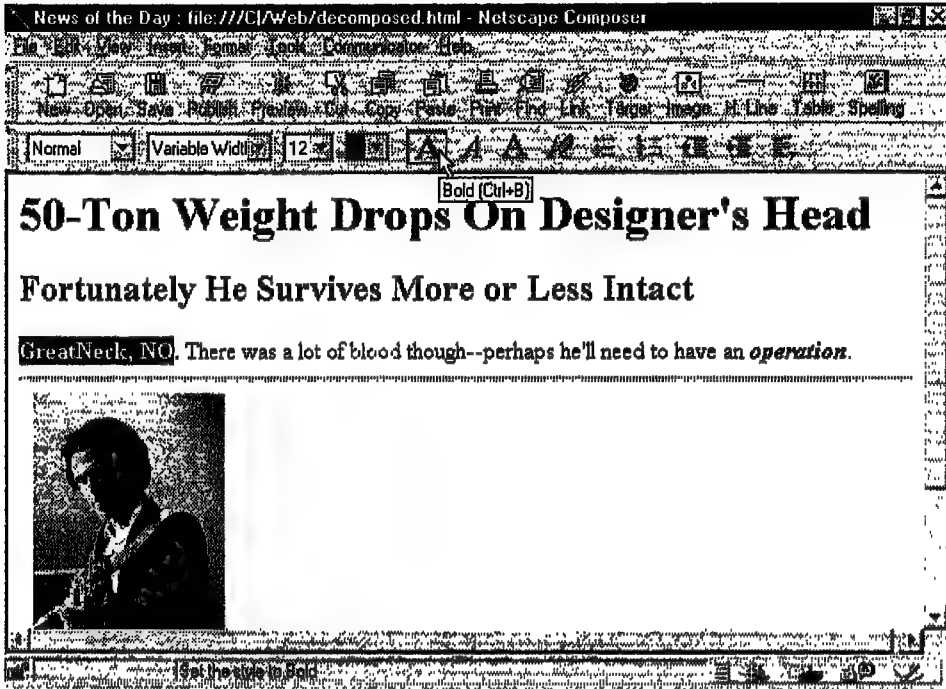 News of the Day : file:///C|/Web/decomposed.html - Netscape Composer
File Edit View Insert Format Tools Communicator Help
New Open Save Publish Preview Cut Copy Paste Print Find Link Target Image H. Line Table Spelling
Normal Variable Widtl 12 A A A
Bold (Ctrl+B)
50-Ton Weight Drops On Designer's Head
Fortunately He Survives More or Less Intact
GreatNeck, NO. There was a lot of blood though--perhaps he'll need to have an operation.
Set the style to Bold